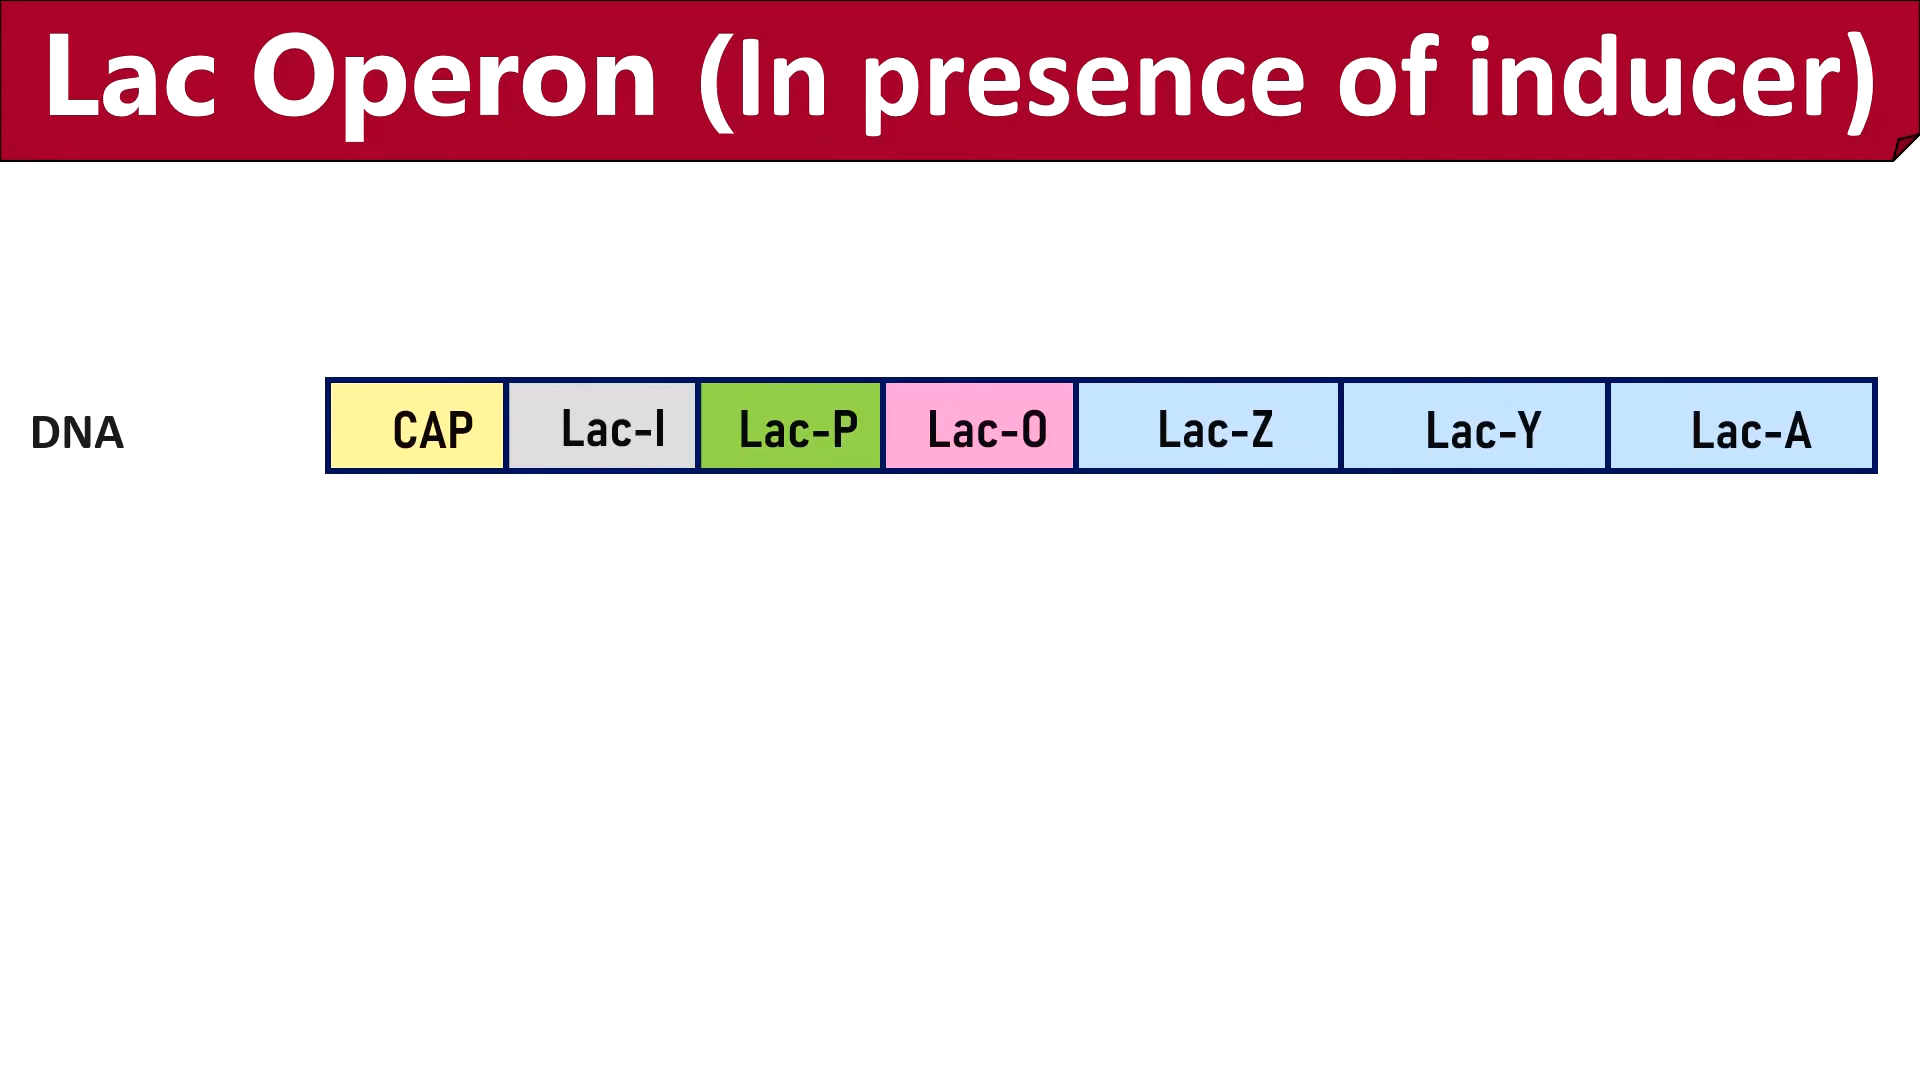 Lac Operon (In presence of inducer)
DNA CAP Lac-I Lac-P Lac-O Lac-Z Lac-Y Lac-A